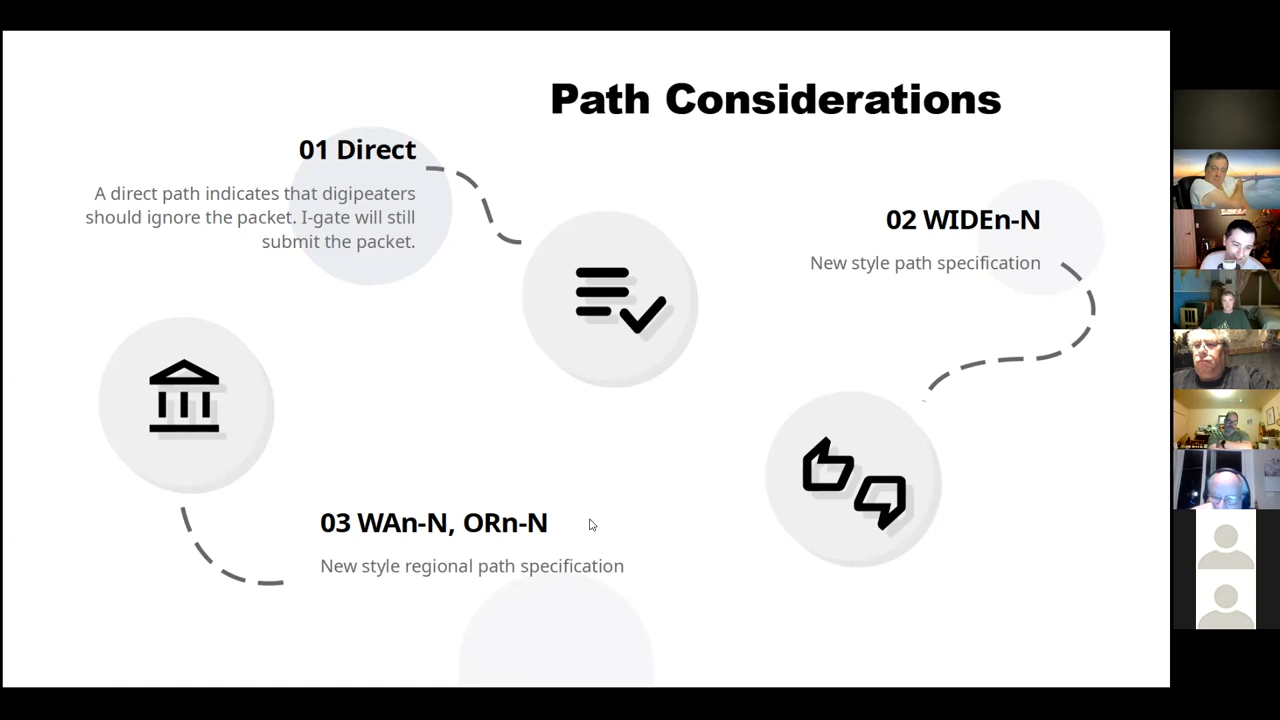 Path Considerations
01 Direct
A direct path indicates that digipeaters
should ignore the packet. I-gate will still
submit the packet.
02 WIDEn-N
New style path specification
03 WAn-N, ORn-N
New style regional path specification